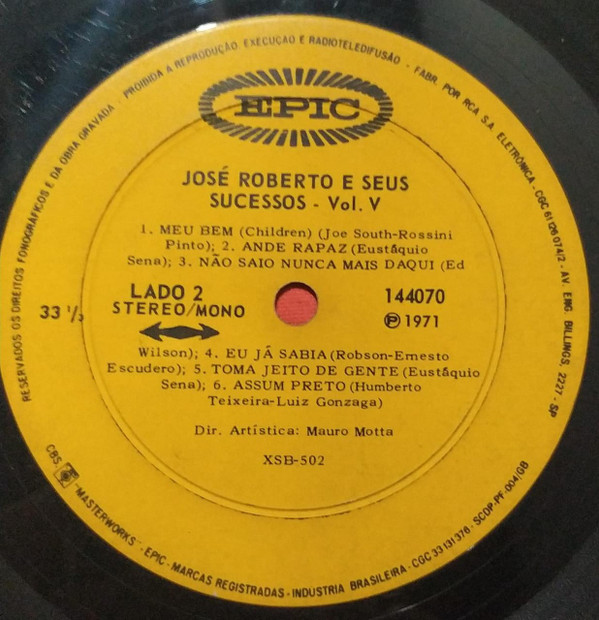 RESERVADOS OS DIREITOS FONOGRÁFICOS E DA OBRA GRAVADA - PROIBIDA A REPRODUÇÃO, EXECUÇÃO E RADIOTELEDIFUSÃO - FABR. POR RCA S.A. ELETRÔNICA - CGC 61 126 074/2 - AV. ENG. BILLINGS, 2227 - SP
EPIC
JOSÉ ROBERTO E SEUS
SUCESSOS - Vol. V
1. MEU BEM (Children) (Joe South-Rossini
Pinto); 2. ANDE RAPAZ (Eustáquio
Sena); 3. NÃO SAIO NUNCA MAIS DAQUI (Ed
33 1/3
LADO 2
STEREO/MONO
144070
Ⓟ 1971
Wilson); 4. EU JÁ SABIA (Robson-Ernesto
Escudero); 5. TOMA JEITO DE GENTE (Eustáquio
Sena); 6. ASSUM PRETO (Humberto
Teixeira-Luiz Gonzaga)
Dir. Artística: Mauro Motta
XSB-502
CBS "MASTERWORKS" - EPIC - MARCAS REGISTRADAS - INDÚSTRIA BRASILEIRA - CGC 33 131 376 - SCDP-PF-004/GB